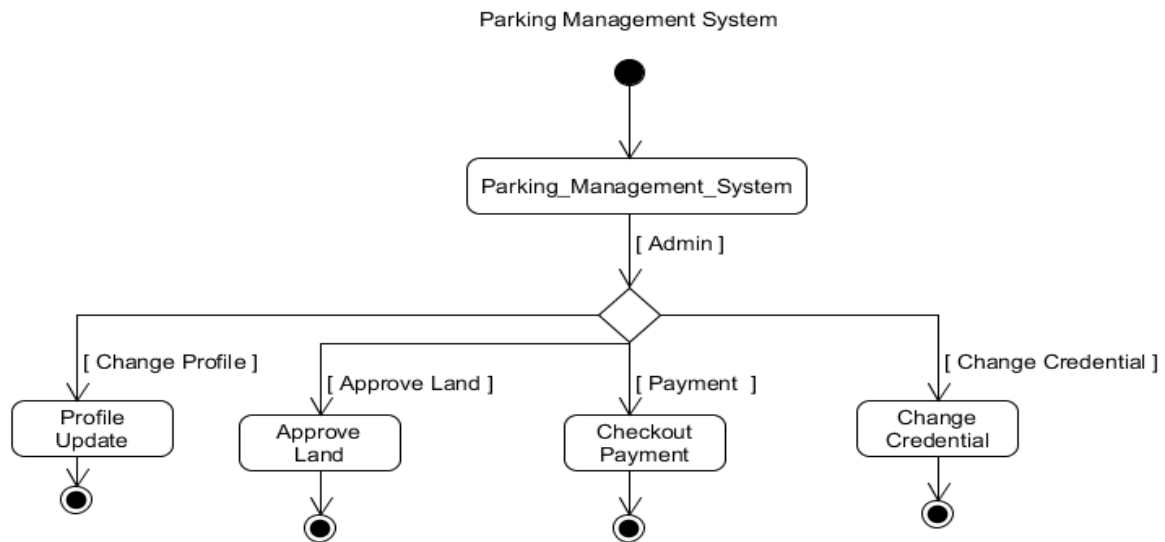 Parking Management System
Parking_Management_System
[ Admin ]
[ Change Profile ]
[ Approve Land ]
[ Payment  ]
[ Change Credential ]
Profile
Update
Approve
Land
Checkout
Payment
Change
Credential